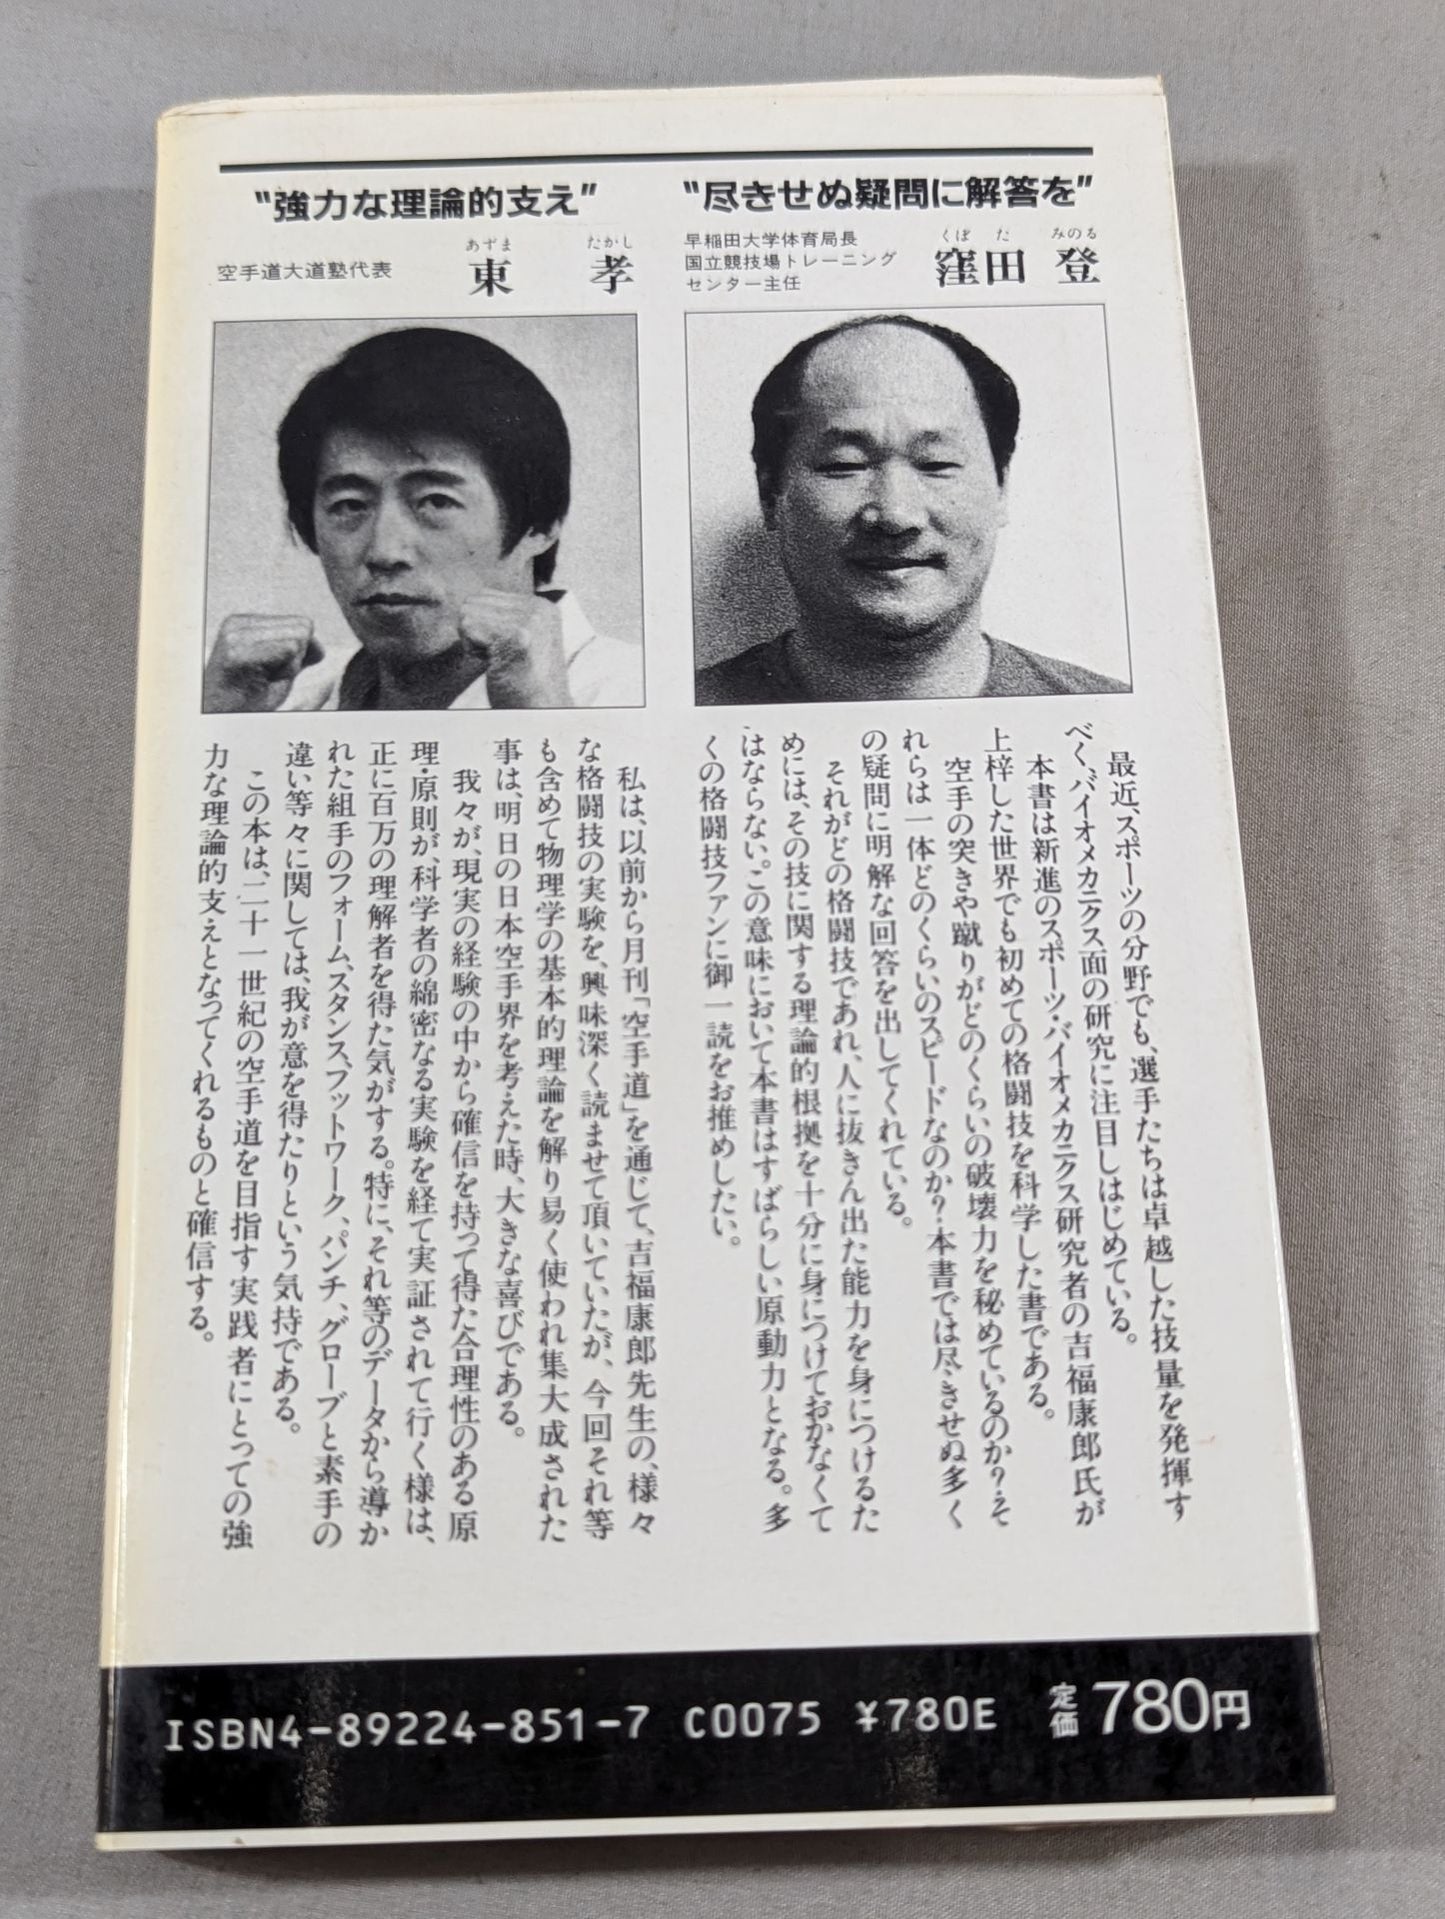 “尽きせぬ疑問に解答を”
早稲田大学体育局長
国立競技場トレーニング
センター主任
くぼ た みのる
窪田 登
最近、スポーツの分野でも、選手たちは卓越した技量を発揮す
べく、バイオメカニクス面の研究に注目しはじめている。
本書は新進のスポーツ・バイオメカニクス研究者の吉福康郎氏が
上梓した世界でも初めての格闘技を科学した書である。
空手の突きや蹴りがどのくらいの破壊力を秘めているのか?そ
れらは一体どのくらいのスピードなのか?本書では尽きせぬ多く
の疑問に明解な回答を出してくれている。
それがどの格闘技であれ、人に抜きん出た能力を身につけるた
めには、その技に関する理論的根拠を十分に身につけておかなくて
はならない。この意味において本書はすばらしい原動力となる。多
くの格闘技ファンに御一読をお推めしたい。
“強力な理論的支え”
空手道大道塾代表
あずま たかし
東 孝
私は、以前から月刊「空手道」を通じて、吉福康郎先生の、様々
な格闘技の実験を、興味深く読ませて頂いていたが、今回それ等
も含めて物理学の基本的理論を解り易く使われ集大成された
事は、明日の日本空手界を考えた時、大きな喜びである。
我々が、現実の経験の中から確信を持って得た合理性のある原
理・原則が、科学者の綿密なる実験を経て実証されて行く様は、
正に百万の理解者を得た気がする。特に、それ等のデータから導か
れた組手のフォーム、スタンス、フットワーク、パンチ、グローブと素手の
違い等々に関しては、我が意を得たりという気持である。
この本は、二十一世紀の空手道を目指す実践者にとっての強
力な理論的支えとなってくれるものと確信する。
ISBN4-89224-851-7 C0075 ¥780E 定価780円